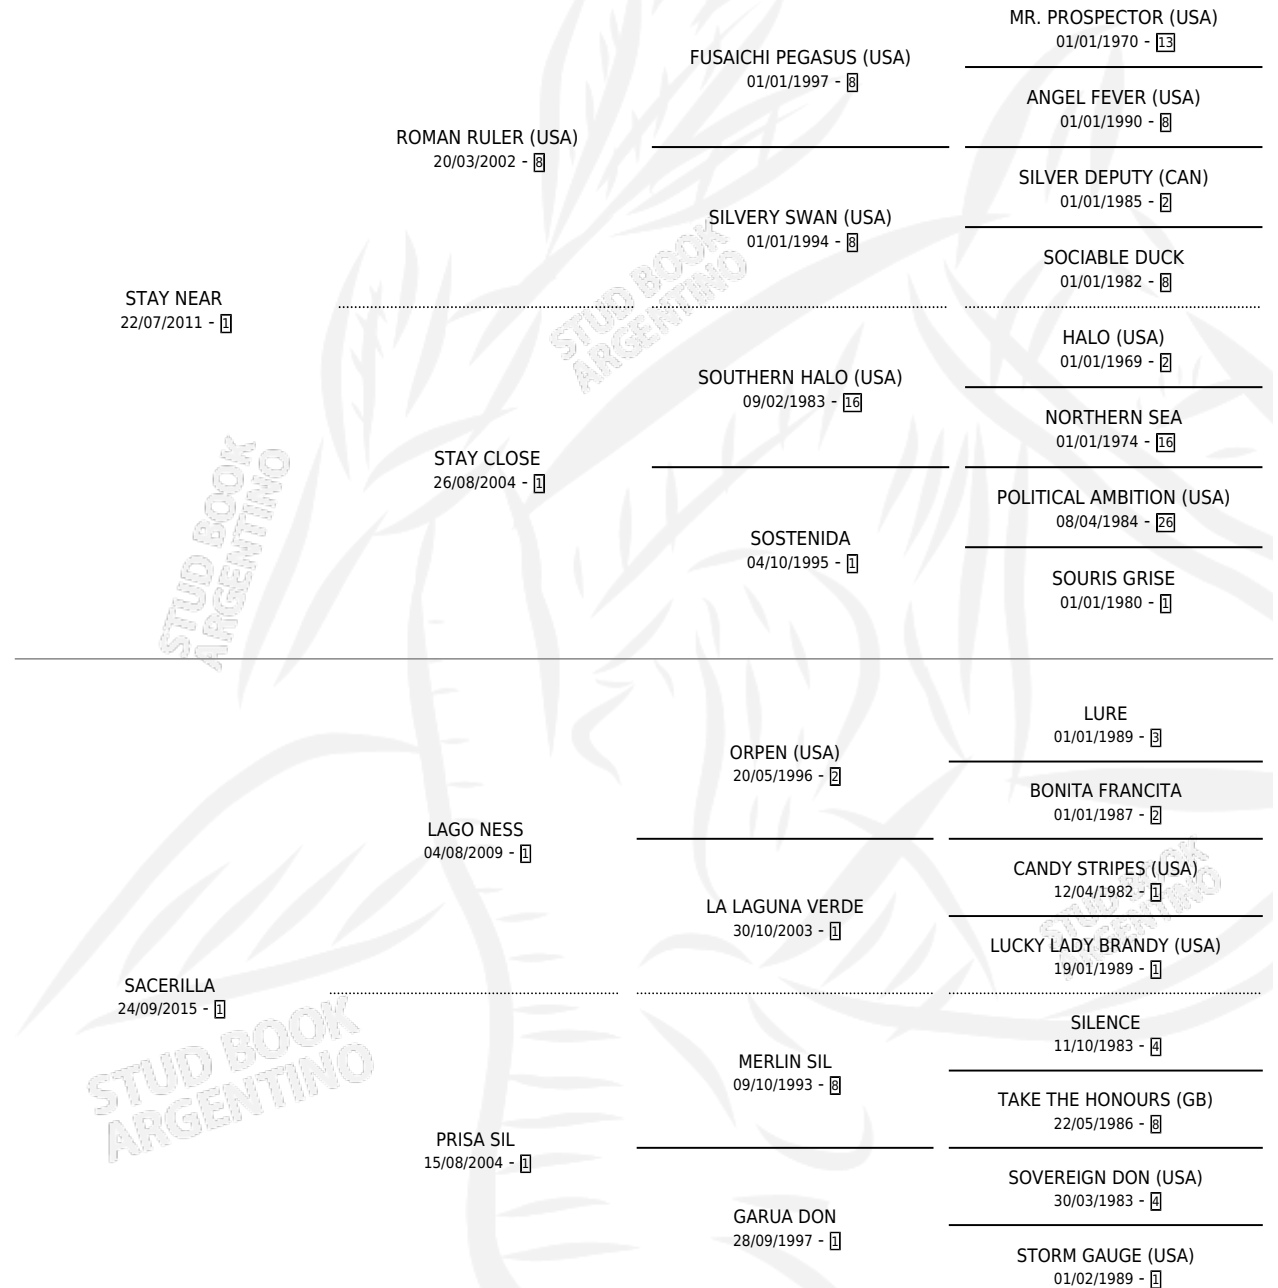 MR. PROSPECTOR (USA)
01/01/1970 - 13
FUSAICHI PEGASUS (USA)
01/01/1997 - 8
ANGEL FEVER (USA)
01/01/1990 - 8
ROMAN RULER (USA)
20/03/2002 - 8
SILVER DEPUTY (CAN)
01/01/1985 - 2
SILVERY SWAN (USA)
01/01/1994 - 8
SOCIABLE DUCK
01/01/1982 - 8
STUD BOOK
ARGENTINO
STAY NEAR
22/07/2011 - 1
HALO (USA)
01/01/1969 - 2
SOUTHERN HALO (USA)
09/02/1983 - 16
NORTHERN SEA
01/01/1974 - 16
STAY CLOSE
26/08/2004 - 1
POLITICAL AMBITION (USA)
08/04/1984 - 26
SOSTENIDA
04/10/1995 - 1
SOURIS GRISE
01/01/1980 - 1
STUD BOOK
ARGENTINO
LURE
01/01/1989 - 3
ORPEN (USA)
20/05/1996 - 2
BONITA FRANCITA
01/01/1987 - 2
LAGO NESS
04/08/2009 - 1
CANDY STRIPES (USA)
12/04/1982 - 1
LA LAGUNA VERDE
30/10/2003 - 1
LUCKY LADY BRANDY (USA)
19/01/1989 - 1
STUD BOOK
ARGENTINO
SACERILLA
24/09/2015 - 1
SILENCE
11/10/1983 - 4
MERLIN SIL
09/10/1993 - 8
TAKE THE HONOURS (GB)
22/05/1986 - 8
STUD BOOK
ARGENTINO
PRISA SIL
15/08/2004 - 1
SOVEREIGN DON (USA)
30/03/1983 - 4
GARUA DON
28/09/1997 - 1
STORM GAUGE (USA)
01/02/1989 - 1